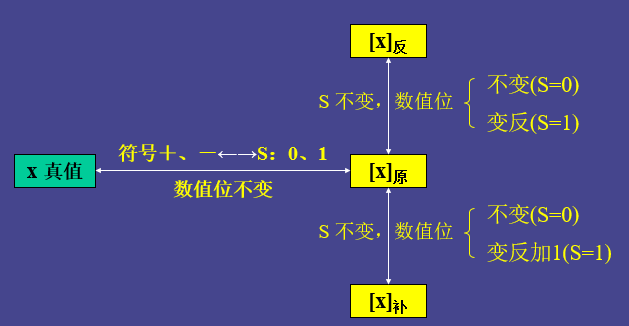 [x]反
S 不变，数值位
不变(S=0)
变反(S=1)
符号＋、－←→S：0、1
x 真值
[x]原
数值位不变
S 不变，数值位
不变(S=0)
变反加1(S=1)
[x]补